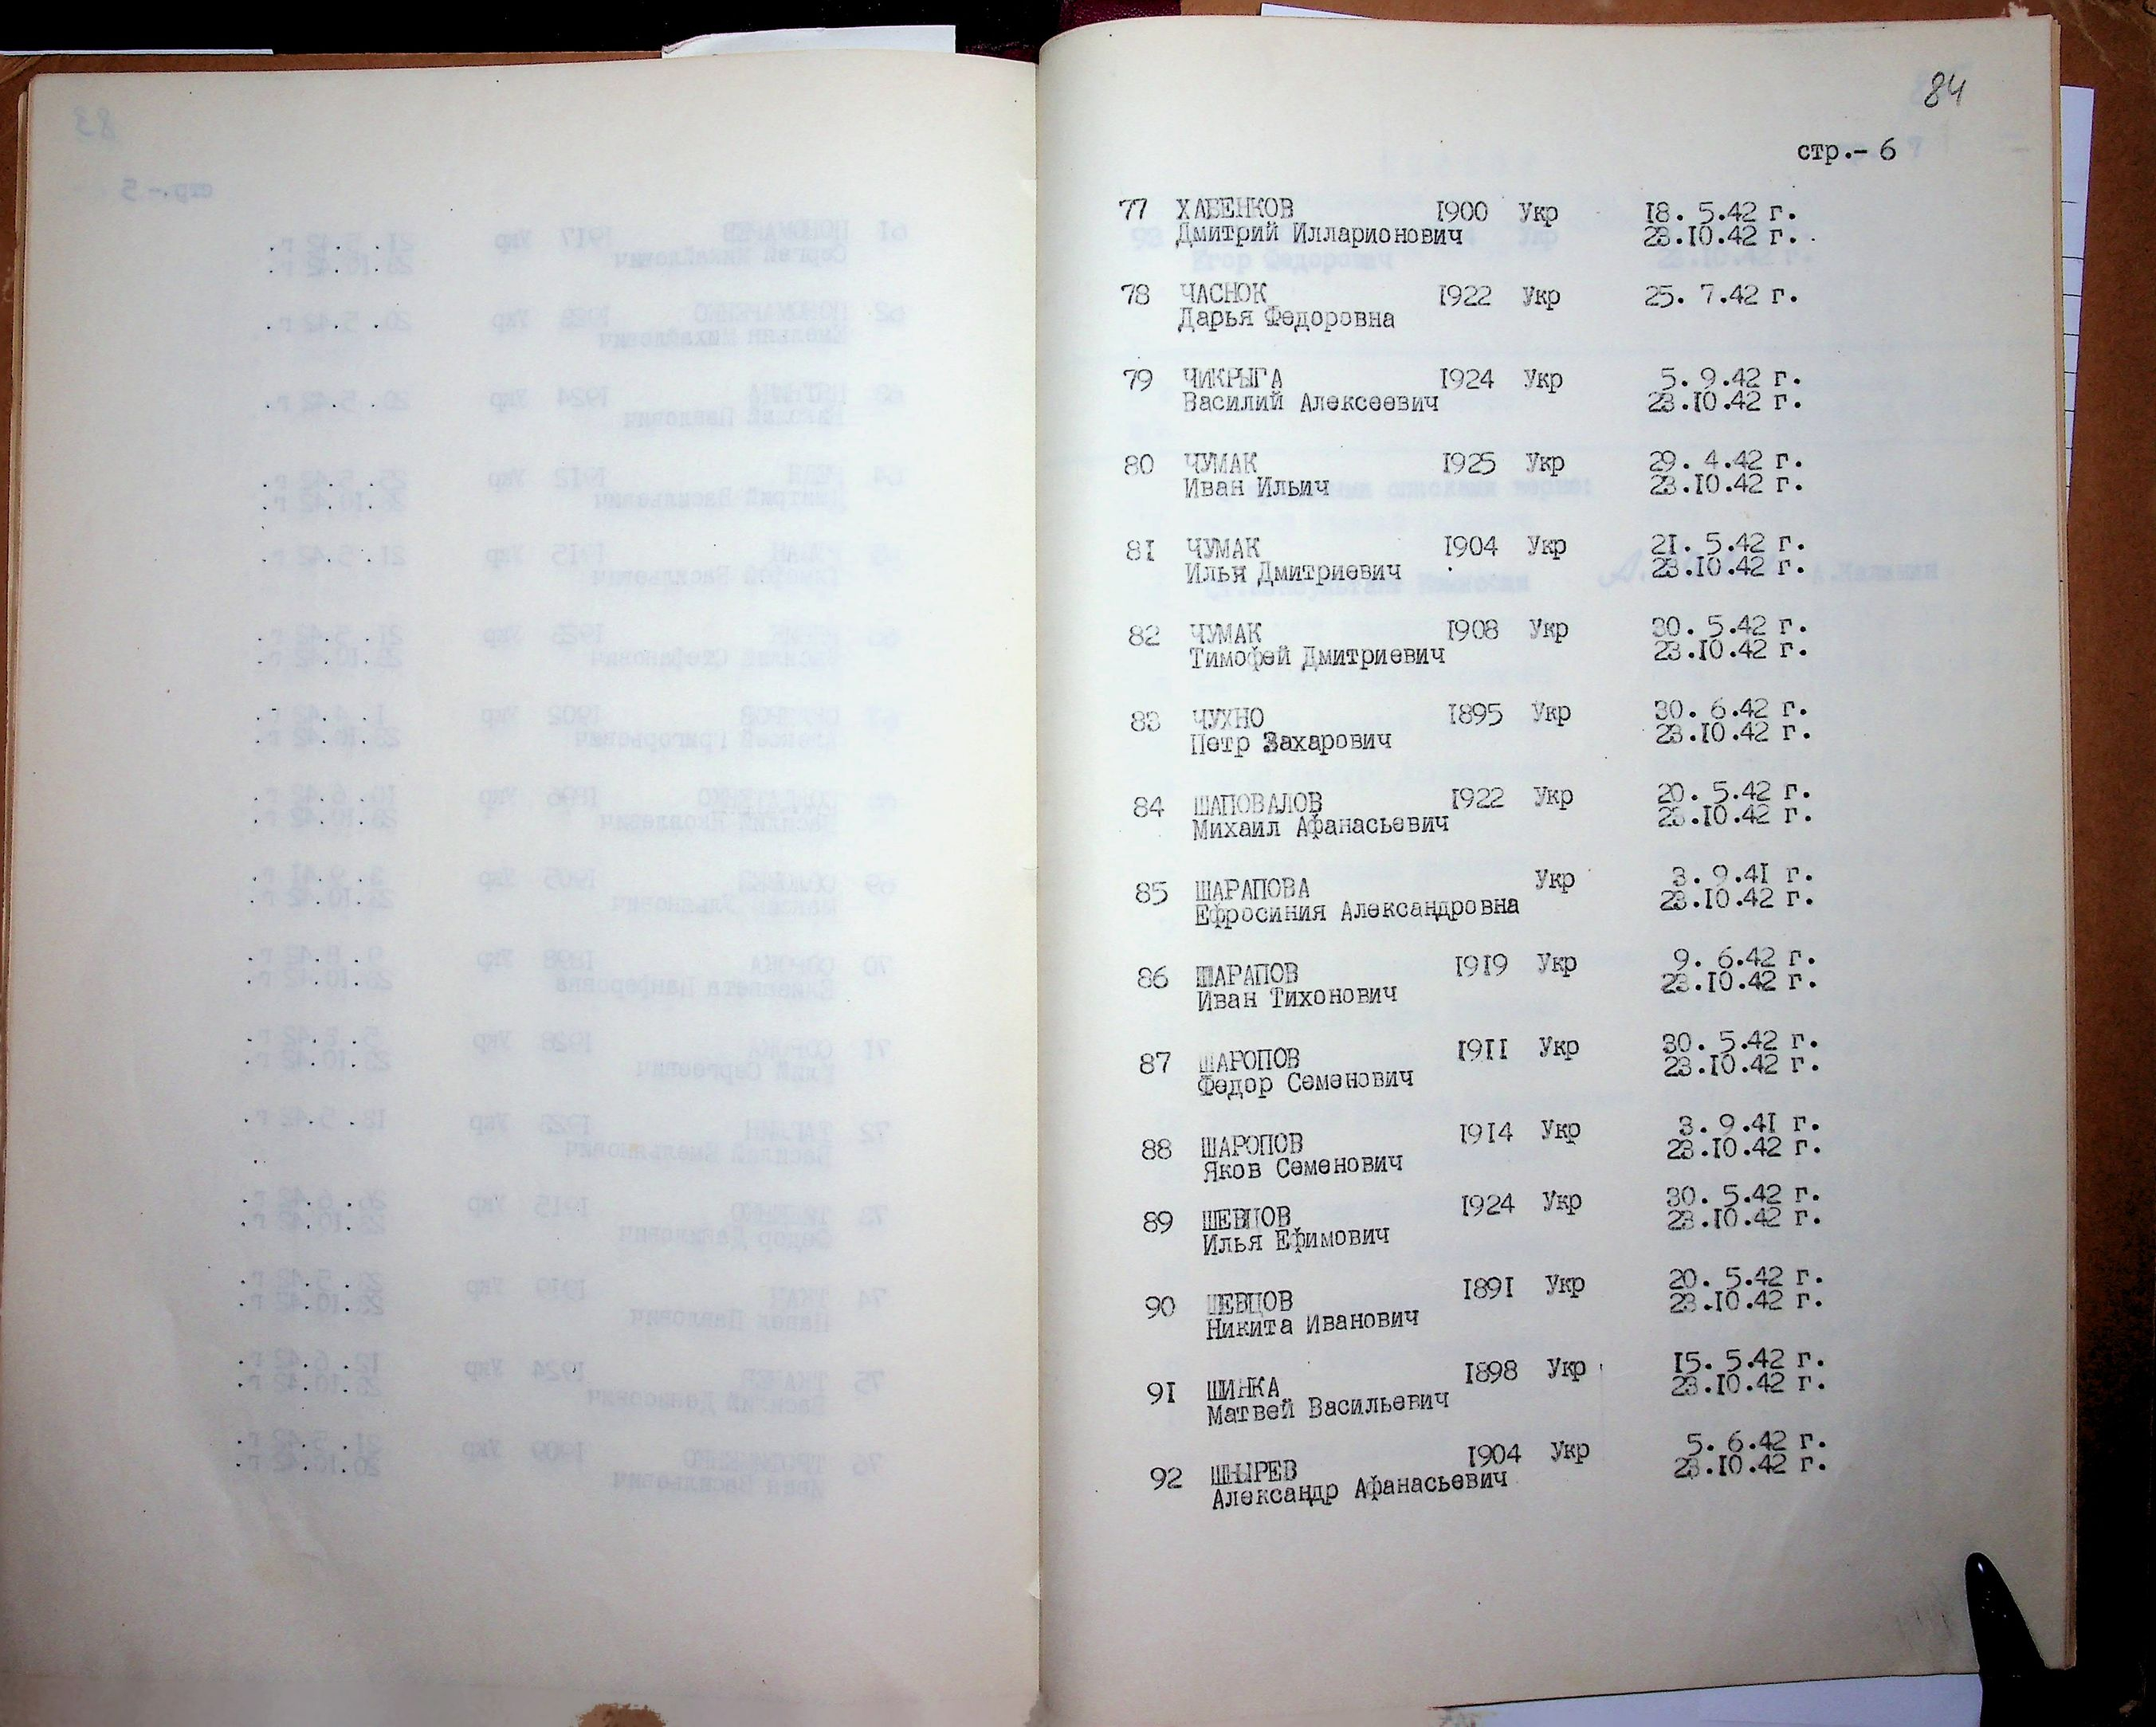 84
стр.- 6
77 ХАБЕНКОВ 1900 Укр 18. 5.42 г.
Дмитрий Илларионович 23.10.42 г.
78 ЧАСНОК 1922 Укр 25. 7.42 г.
Дарья Федоровна
79 ЧИКРЫГА 1924 Укр 5. 9.42 г.
Василий Алексеевич 23.10.42 г.
80 ЧУМАК 1925 Укр 29. 4.42 г.
Иван Ильич 23.10.42 г.
81 ЧУМАК 1904 Укр 21. 5.42 г.
Илья Дмитриевич 23.10.42 г.
82 ЧУМАК 1908 Укр 30. 5.42 г.
Тимофей Дмитриевич 23.10.42 г.
83 ЧУХНО 1895 Укр 30. 6.42 г.
Петр Захарович 23.10.42 г.
84 ШАПОВАЛОВ 1922 Укр 20. 5.42 г.
Михаил Афанасьевич 23.10.42 г.
85 ШАРАПОВА Укр 3. 9.41 г.
Ефросиния Александровна 23.10.42 г.
86 ШАРАПОВ 1919 Укр 9. 6.42 г.
Иван Тихонович 23.10.42 г.
87 ШАРОПОВ 1911 Укр 30. 5.42 г.
Федор Семенович 23.10.42 г.
88 ШАРОПОВ 1914 Укр 3. 9.41 г.
Яков Семенович 23.10.42 г.
89 ШЕВЦОВ 1924 Укр 30. 5.42 г.
Илья Ефимович 23.10.42 г.
90 ШЕВЦОВ 1891 Укр 20. 5.42 г.
Никита Иванович 23.10.42 г.
91 ШИНКА 1898 Укр 15. 5.42 г.
Матвей Васильевич 23.10.42 г.
92 ШНЫРЕВ 1904 Укр 5. 6.42 г.
Александр Афанасьевич 23.10.42 г.